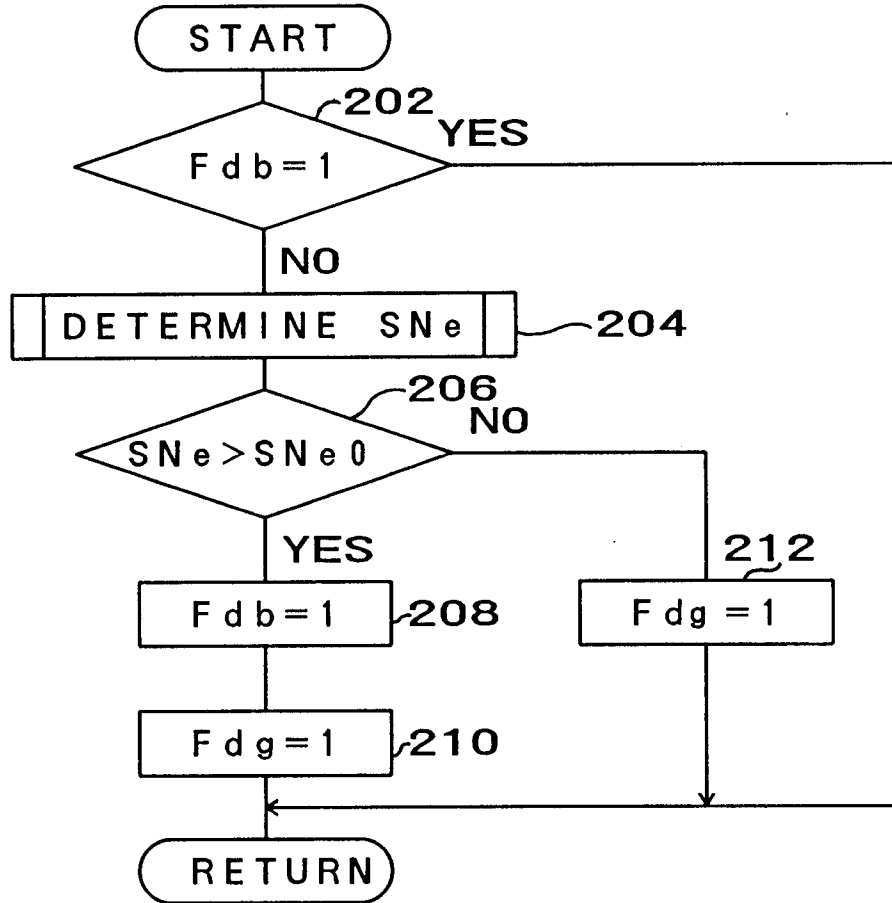 START
202
YES
Fdb=1
NO
DETERMINE SNe
204
206
NO
SNe>SNe0
YES
212
Fdb=1
208
Fdg=1
Fdg=1
210
RETURN